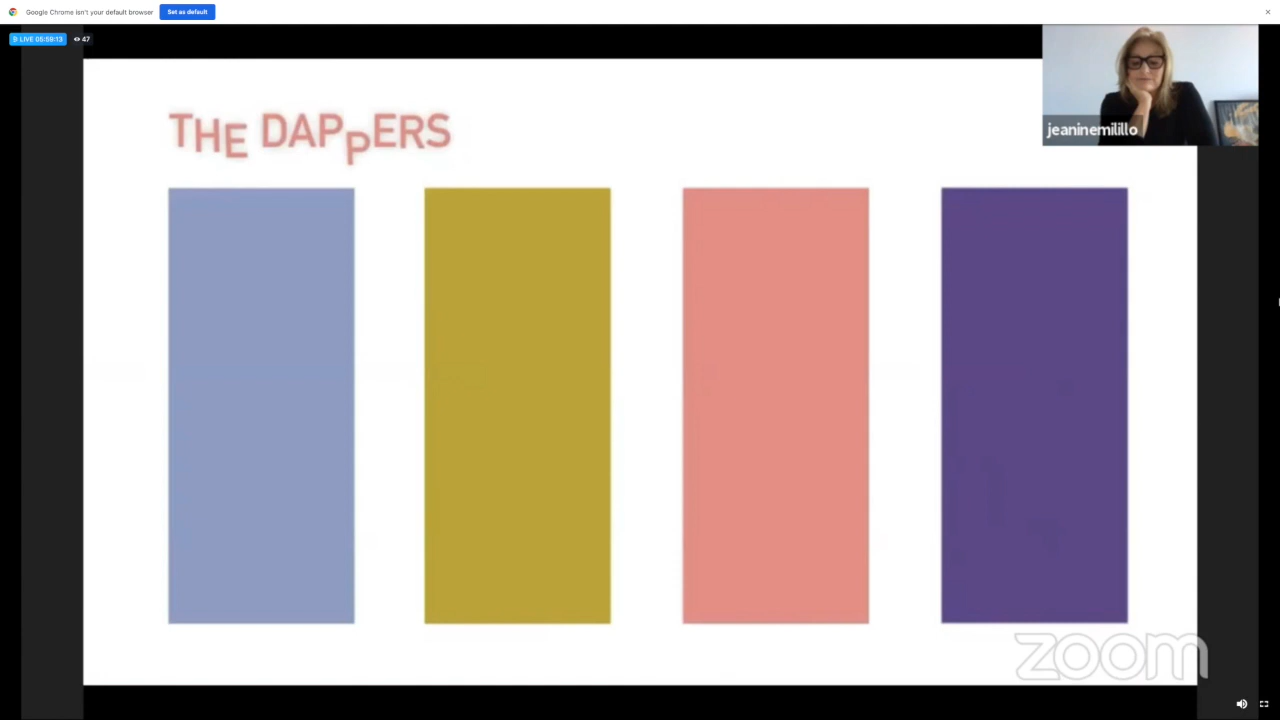 Google Chrome isn't your default browser
Set as default
LIVE 05:59:13
47
THE DAPPERS
jeaninemilillo
zoom